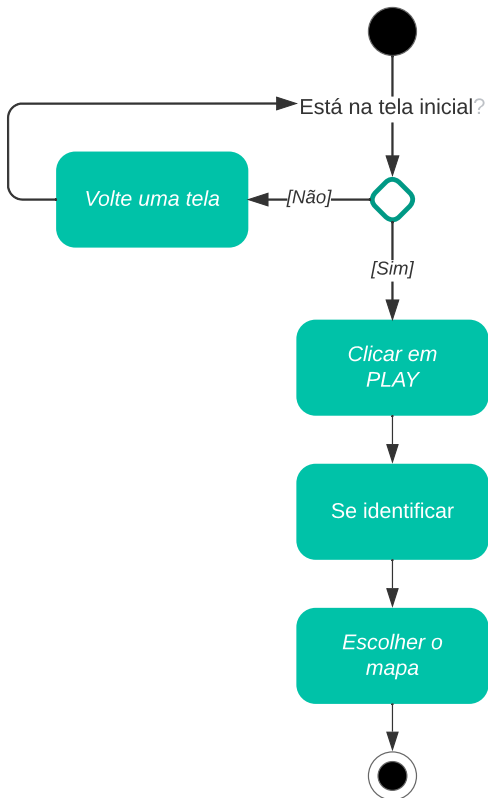 Está na tela inicial?
Volte uma tela
[Não]
[Sim]
Clicar em
PLAY
Se identificar
Escolher o
mapa